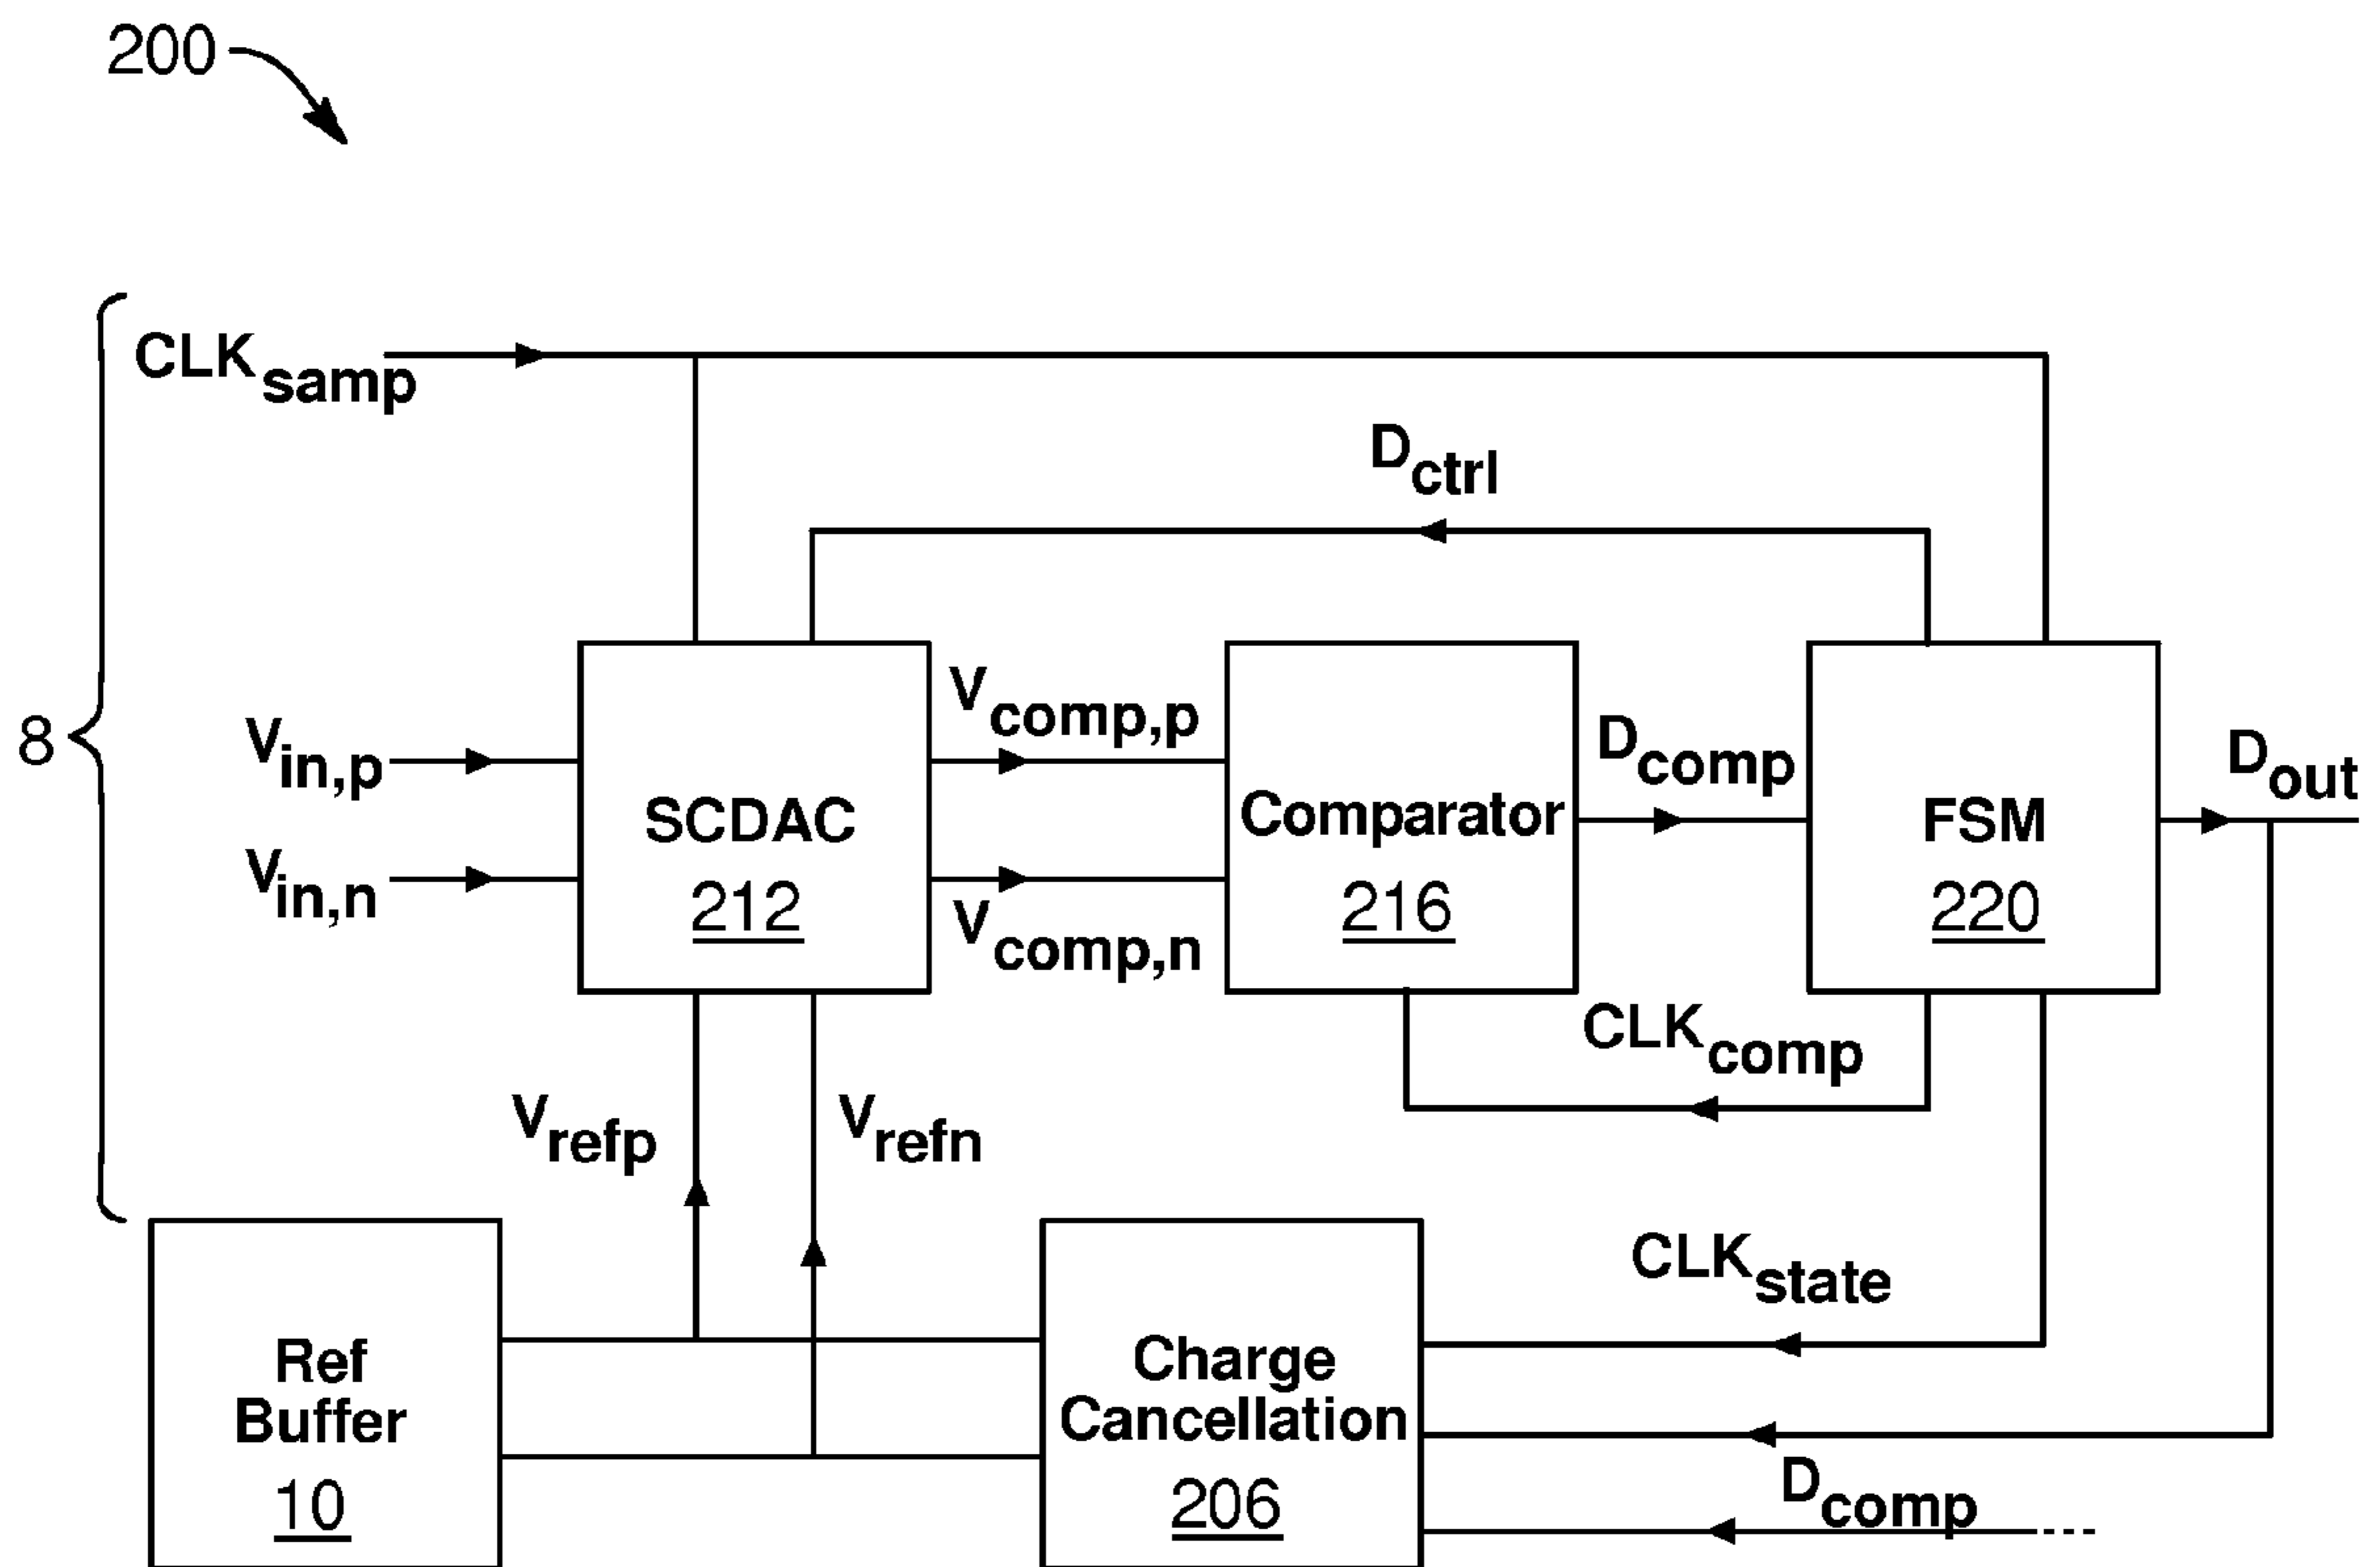 200
CLKsamp
Dctrl
8
Vin,p
Vin,n
SCDAC
212
Vcomp,p
Vcomp,n
Comparator
216
Dcomp
FSM
220
Dout
CLKcomp
Vrefp
Vrefn
CLKstate
Ref
Buffer
10
Charge
Cancellation
206
Dcomp